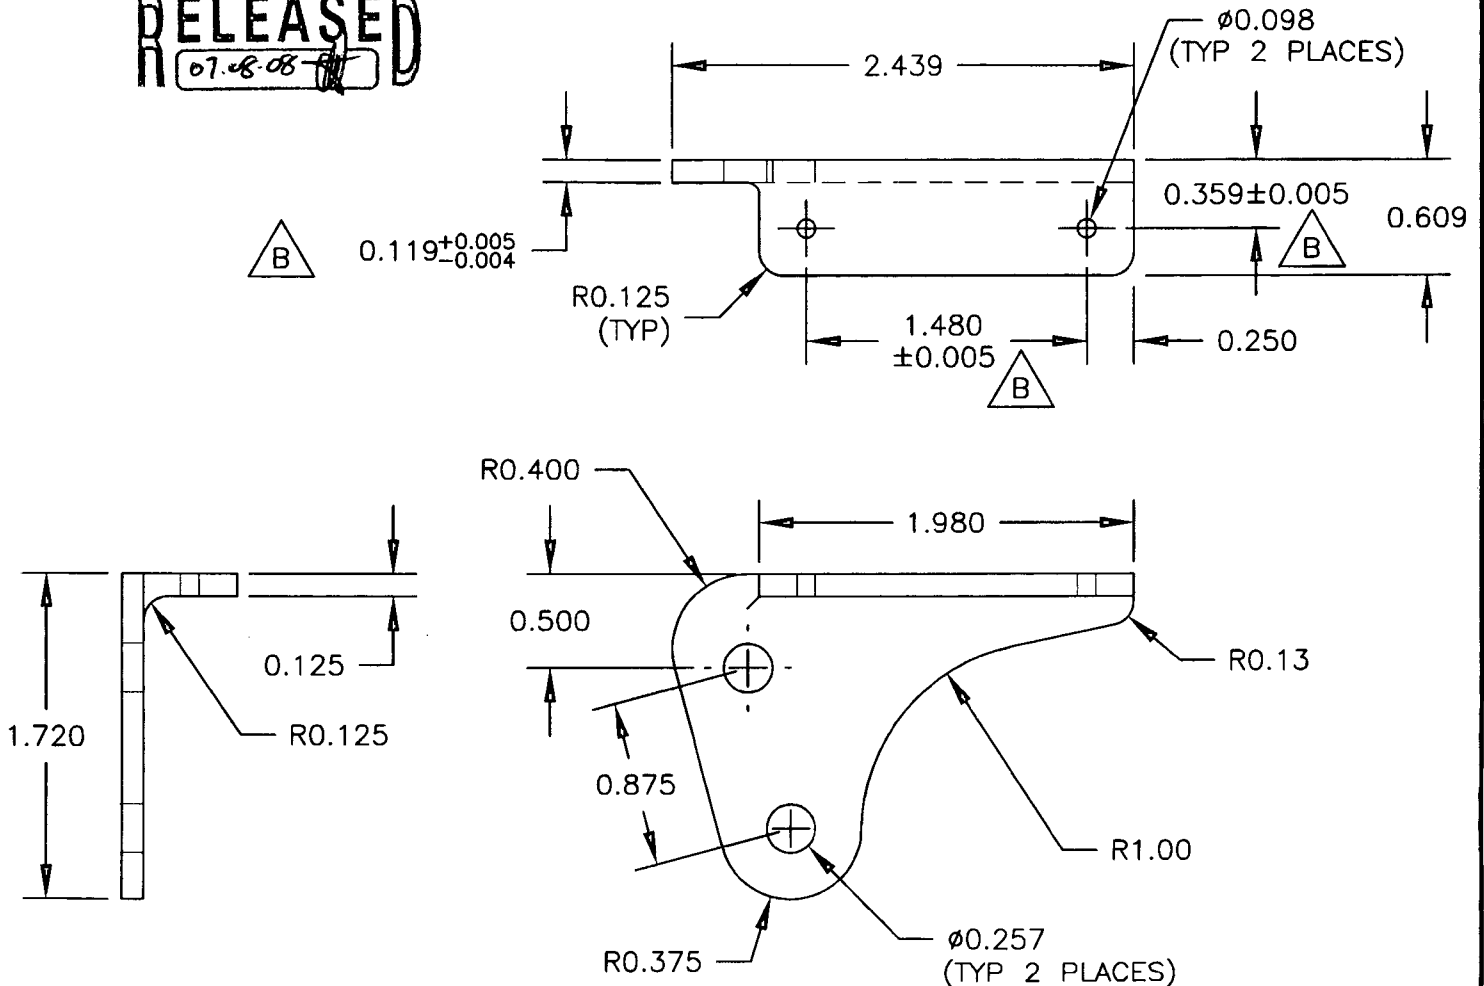 RELEASED
07.08.08
ø0.098
(TYP 2 PLACES)
2.439
0.359±0.005
B
0.609
B
0.119+0.005
-0.004
R0.125
(TYP)
1.480
±0.005
B
0.250
R0.400
1.980
0.500
R0.13
0.125
R0.125
1.720
0.875
R1.00
ø0.257
(TYP 2 PLACES)
R0.375